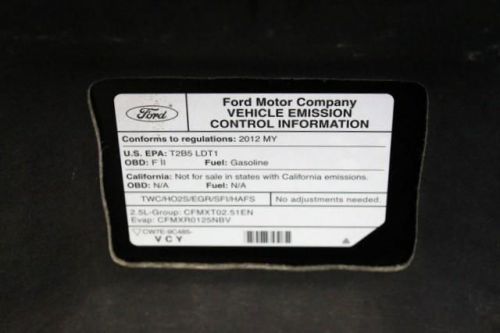 Ford
Ford Motor Company
VEHICLE EMISSION
CONTROL INFORMATION
Conforms to regulations: 2012 MY
U.S. EPA: T2B5 LDT1
OBD: F II Fuel: Gasoline
California: Not for sale in states with California emissions.
OBD: N/A Fuel: N/A
TWC/HO2S/EGR/SFI/HAFS No adjustments needed.
2.5L-Group: CFMXT02.51EN
Evap: CFMXR0125NBV
CW7E-9C485-
VCY